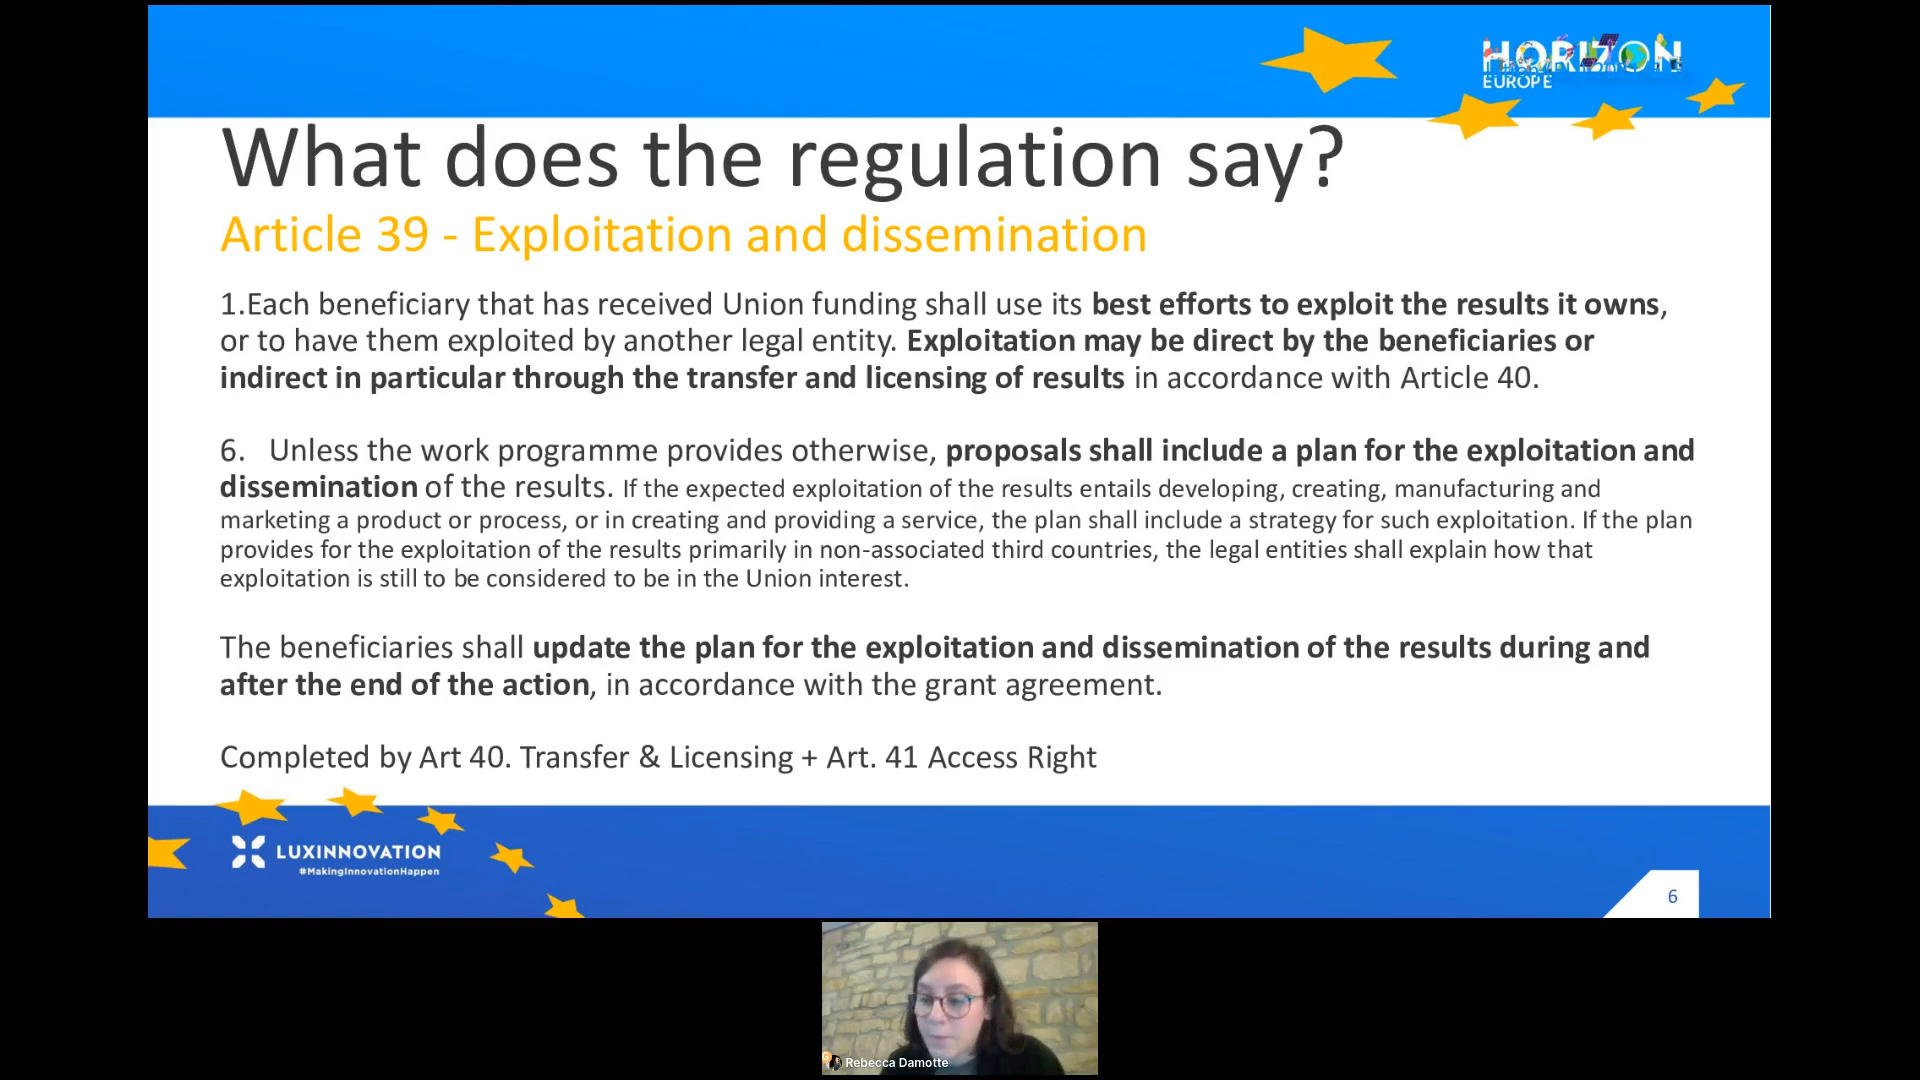 HORIZON
EUROPE
What does the regulation say?
Article 39 - Exploitation and dissemination
1.Each beneficiary that has received Union funding shall use its best efforts to exploit the results it owns,
or to have them exploited by another legal entity. Exploitation may be direct by the beneficiaries or
indirect in particular through the transfer and licensing of results in accordance with Article 40.
6. Unless the work programme provides otherwise, proposals shall include a plan for the exploitation and
dissemination of the results. If the expected exploitation of the results entails developing, creating, manufacturing and
marketing a product or process, or in creating and providing a service, the plan shall include a strategy for such exploitation. If the plan
provides for the exploitation of the results primarily in non-associated third countries, the legal entities shall explain how that
exploitation is still to be considered to be in the Union interest.
The beneficiaries shall update the plan for the exploitation and dissemination of the results during and
after the end of the action, in accordance with the grant agreement.
Completed by Art 40. Transfer & Licensing + Art. 41 Access Right
LUXINNOVATION
#MakingInnovationHappen
6
Rebecca Damotte